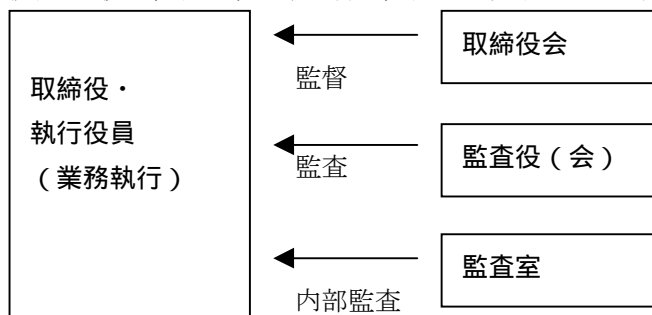 取締役会
監督
取締役・
執行役員
（業務執行）
監査役（会）
監査
監査室
内部監査